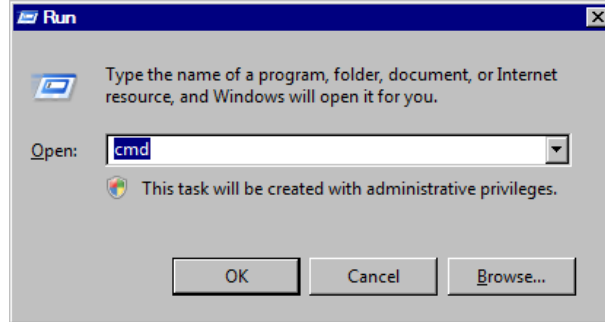 Run
Type the name of a program, folder, document, or Internet
resource, and Windows will open it for you.
Open: cmd
This task will be created with administrative privileges.
OK Cancel Browse...